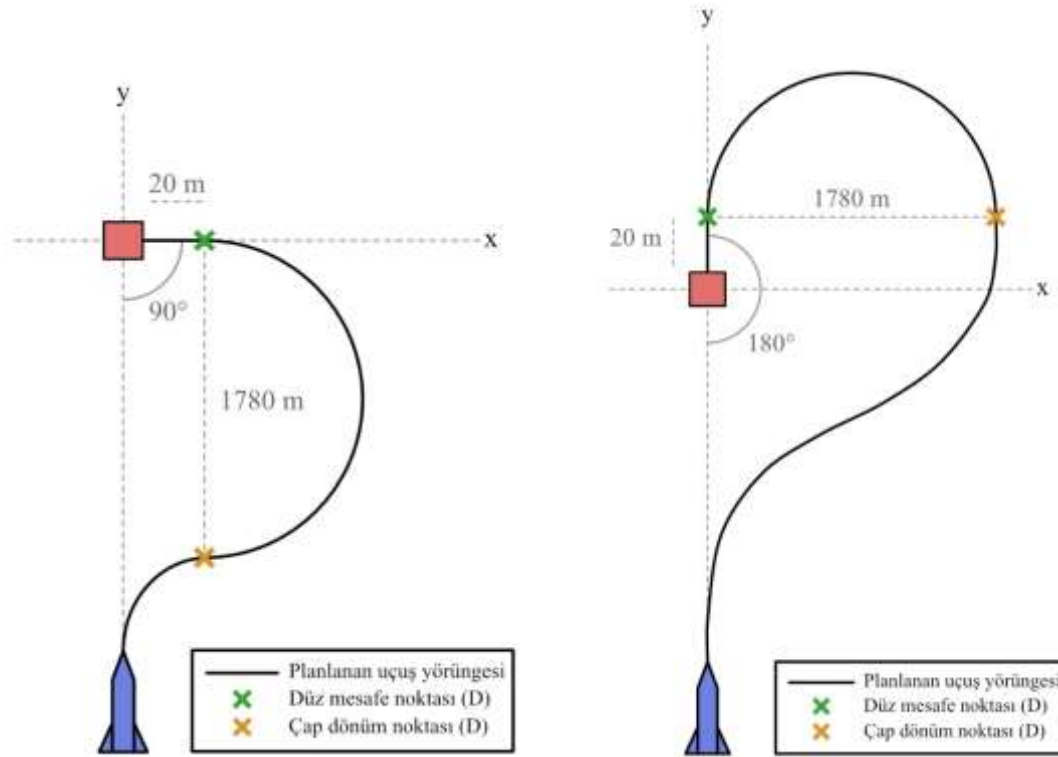 y
20 m
x
90°
1780 m
Planlanan uçuş yörüngesi
Düz mesafe noktası (D)
Çap dönüm noktası (D)
y
1780 m
20 m
x
180°
Planlanan uçuş yörüngesi
Düz mesafe noktası (D)
Çap dönüm noktası (D)